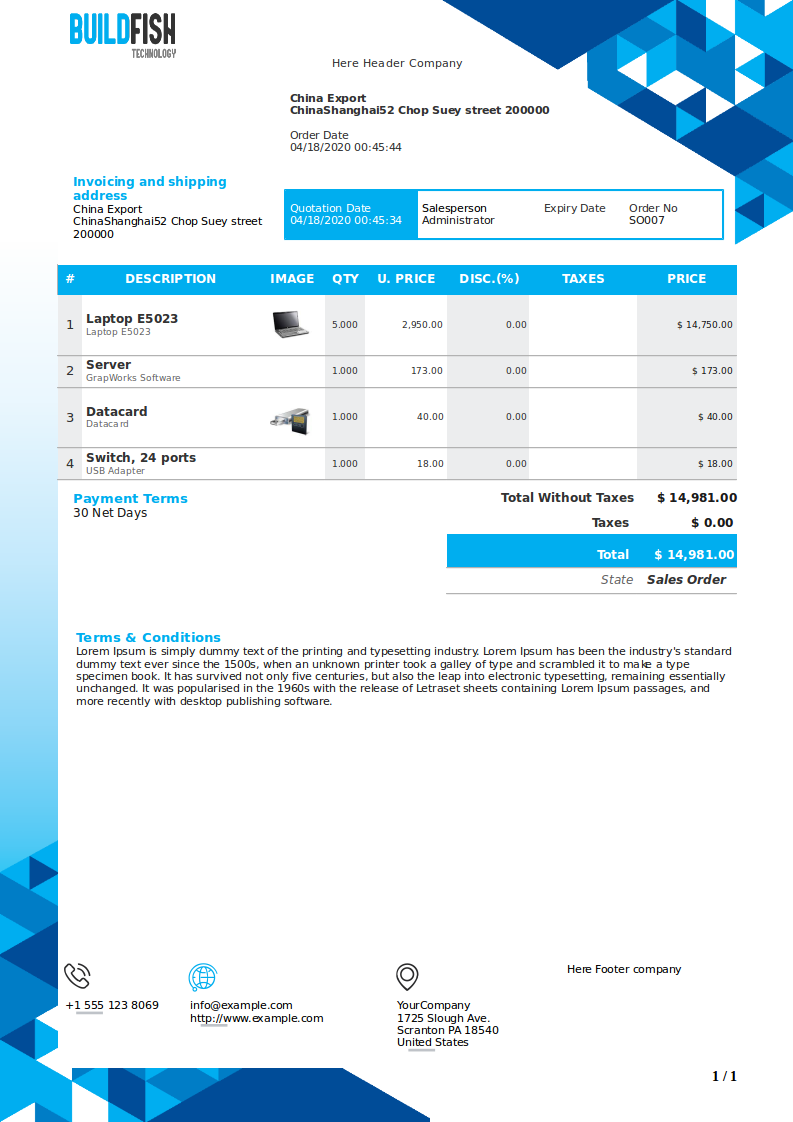 BUILDFISH
TECHNOLOGY
Here Header Company
China Export
ChinaShanghai52 Chop Suey street 200000
Order Date
04/18/2020 00:45:44
Invoicing and shipping
address
China Export
ChinaShanghai52 Chop Suey street
200000
Quotation Date Salesperson Expiry Date Order No
04/18/2020 00:45:34 Administrator SO007
# DESCRIPTION IMAGE QTY U. PRICE DISC.(%) TAXES PRICE
1 Laptop E5023 5.000 2,950.00 0.00 $ 14,750.00
Laptop E5023
2 Server 1.000 173.00 0.00 $ 173.00
GrapWorks Software
3 Datacard 1.000 40.00 0.00 $ 40.00
Datacard
4 Switch, 24 ports 1.000 18.00 0.00 $ 18.00
USB Adapter
Payment Terms
30 Net Days
Total Without Taxes $ 14,981.00
Taxes $ 0.00
Total $ 14,981.00
State Sales Order
Terms & Conditions
Lorem Ipsum is simply dummy text of the printing and typesetting industry. Lorem Ipsum has been the industry's standard
dummy text ever since the 1500s, when an unknown printer took a galley of type and scrambled it to make a type
specimen book. It has survived not only five centuries, but also the leap into electronic typesetting, remaining essentially
unchanged. It was popularised in the 1960s with the release of Letraset sheets containing Lorem Ipsum passages, and
more recently with desktop publishing software.
+1 555 123 8069
info@example.com
http://www.example.com
YourCompany
1725 Slough Ave.
Scranton PA 18540
United States
Here Footer company
1 / 1